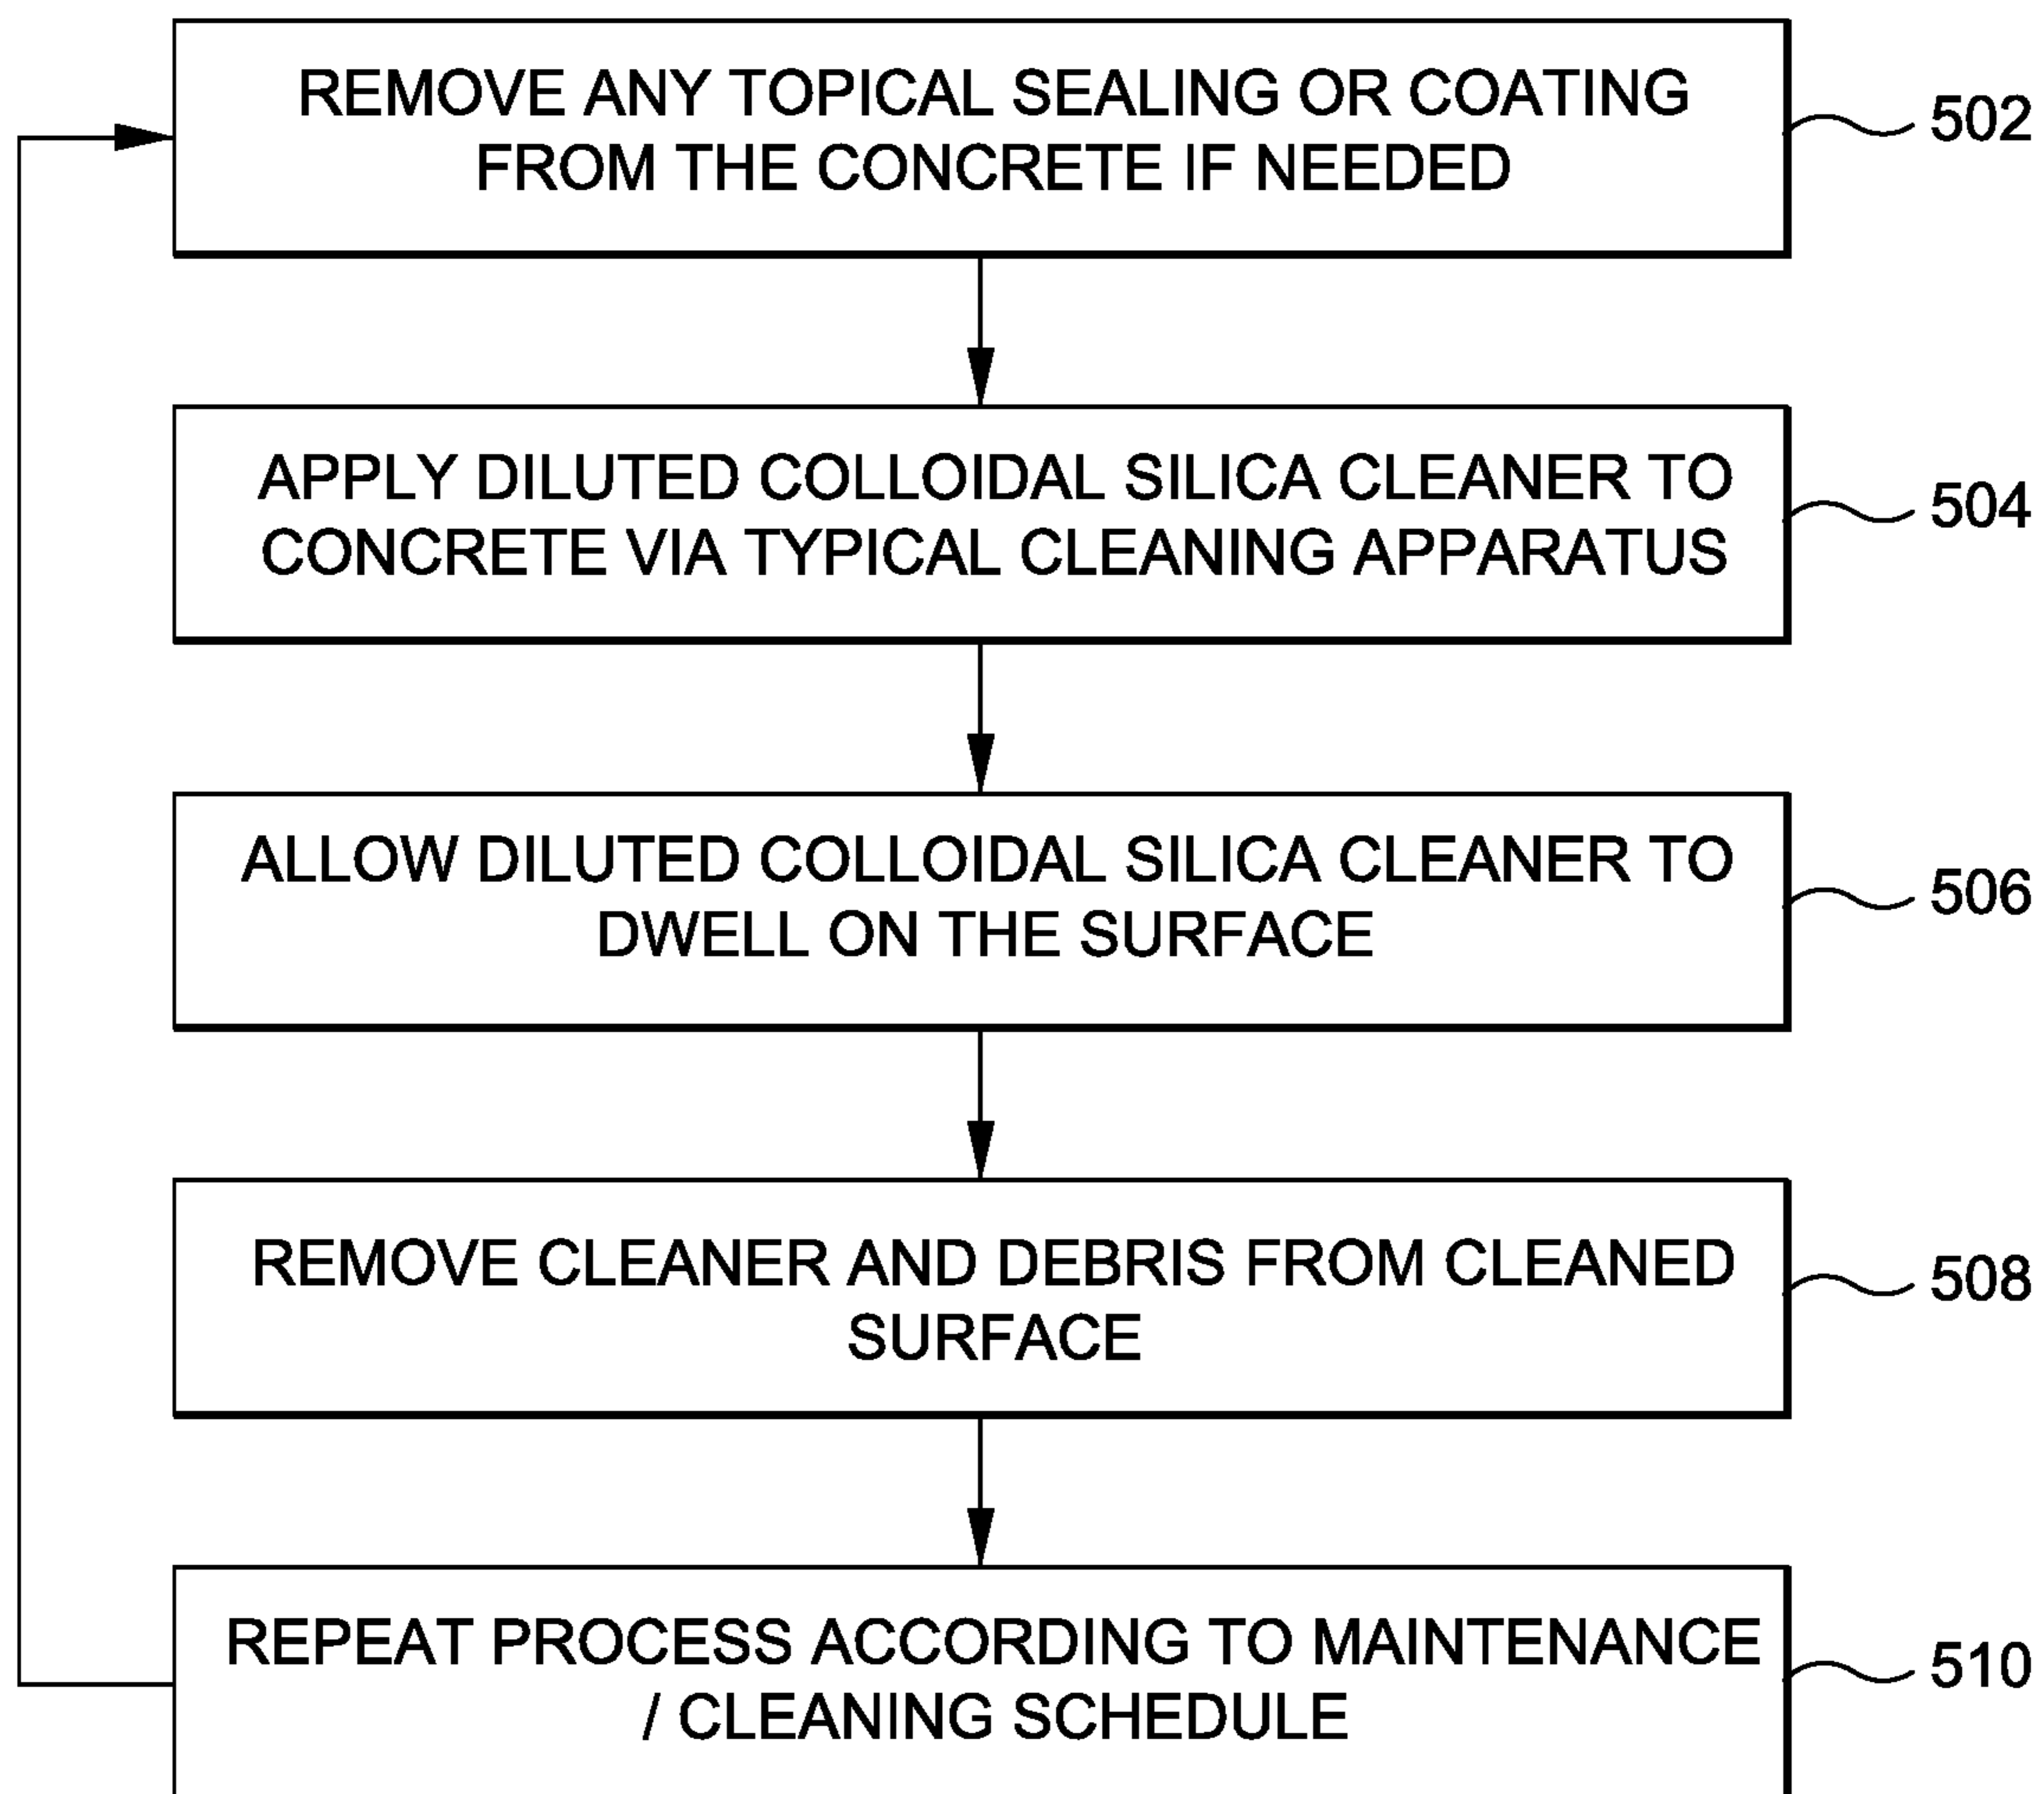 REMOVE ANY TOPICAL SEALING OR COATING
FROM THE CONCRETE IF NEEDED
502
APPLY DILUTED COLLOIDAL SILICA CLEANER TO
CONCRETE VIA TYPICAL CLEANING APPARATUS
504
ALLOW DILUTED COLLOIDAL SILICA CLEANER TO
DWELL ON THE SURFACE
506
REMOVE CLEANER AND DEBRIS FROM CLEANED
SURFACE
508
REPEAT PROCESS ACCORDING TO MAINTENANCE
/ CLEANING SCHEDULE
510